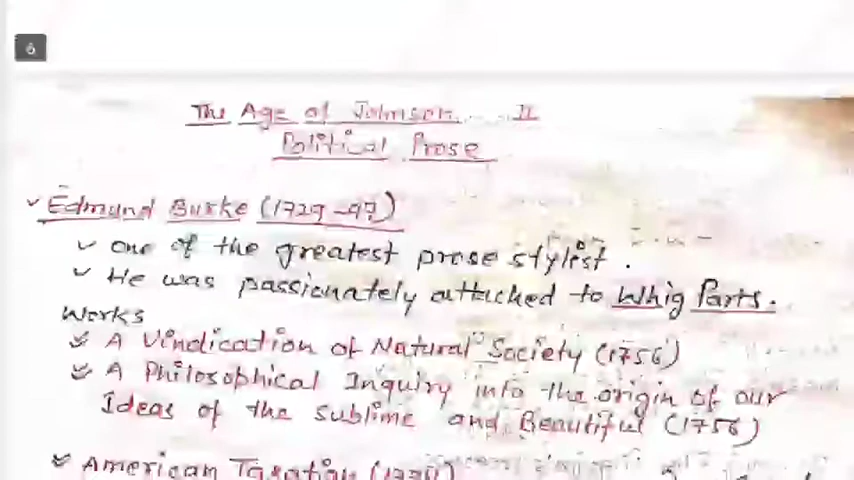 6
The Age of Johnson II
Political Prose
Edmund Burke (1729-97)
one of the greatest prose stylist.
He was passionately attached to Whig Parts.
Works
A Vindication of Natural Society (1756)
A Philosophical Inquiry into the origin of our
Ideas of the sublime and Beautiful (1756)
American Taxation